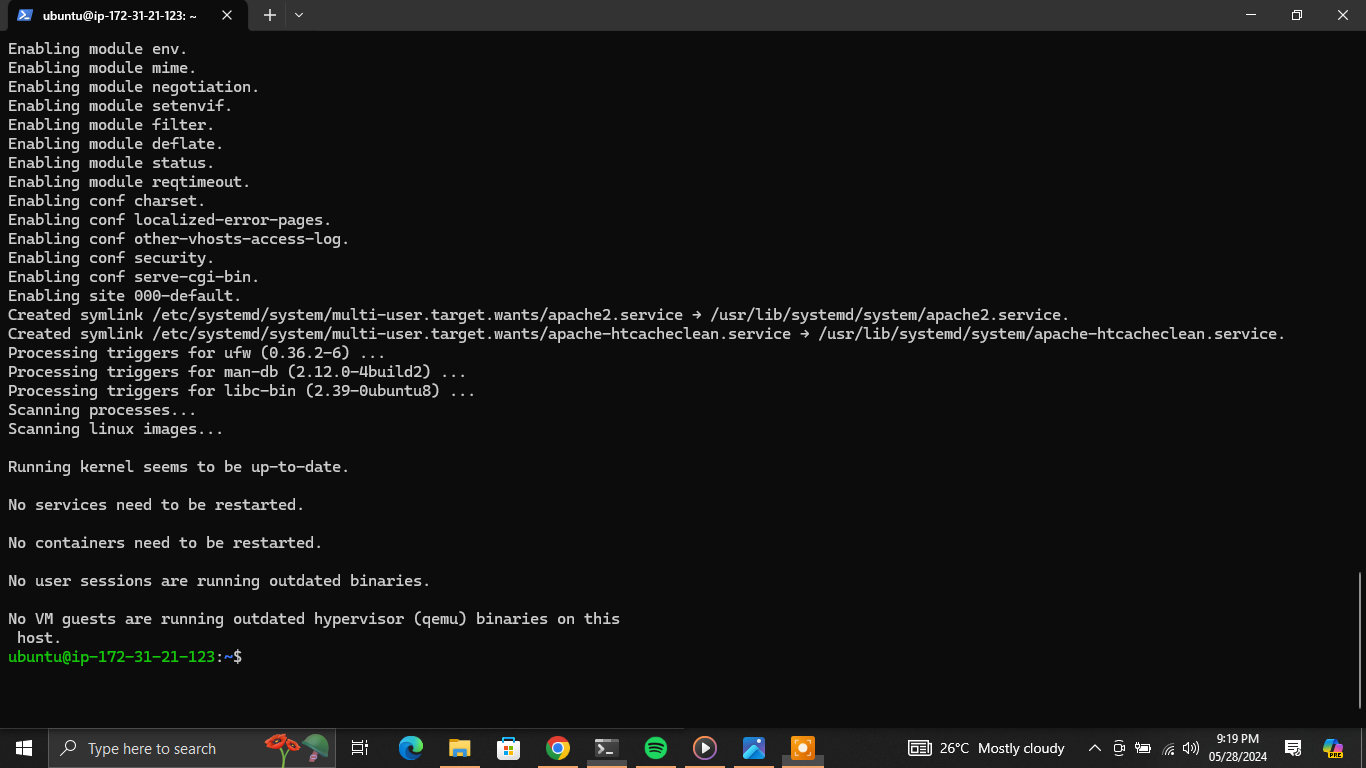 ubuntu@ip-172-31-21-123: ~
Enabling module env.
Enabling module mime.
Enabling module negotiation.
Enabling module setenvif.
Enabling module filter.
Enabling module deflate.
Enabling module status.
Enabling module reqtimeout.
Enabling conf charset.
Enabling conf localized-error-pages.
Enabling conf other-vhosts-access-log.
Enabling conf security.
Enabling conf serve-cgi-bin.
Enabling site 000-default.
Created symlink /etc/systemd/system/multi-user.target.wants/apache2.service → /usr/lib/systemd/system/apache2.service.
Created symlink /etc/systemd/system/multi-user.target.wants/apache-htcacheclean.service → /usr/lib/systemd/system/apache-htcacheclean.service.
Processing triggers for ufw (0.36.2-6) ...
Processing triggers for man-db (2.12.0-4build2) ...
Processing triggers for libc-bin (2.39-0ubuntu8) ...
Scanning processes...
Scanning linux images...
Running kernel seems to be up-to-date.
No services need to be restarted.
No containers need to be restarted.
No user sessions are running outdated binaries.
No VM guests are running outdated hypervisor (qemu) binaries on this
host.
ubuntu@ip-172-31-21-123:~$
Type here to search
26°C Mostly cloudy
9:19 PM
05/28/2024
PRE